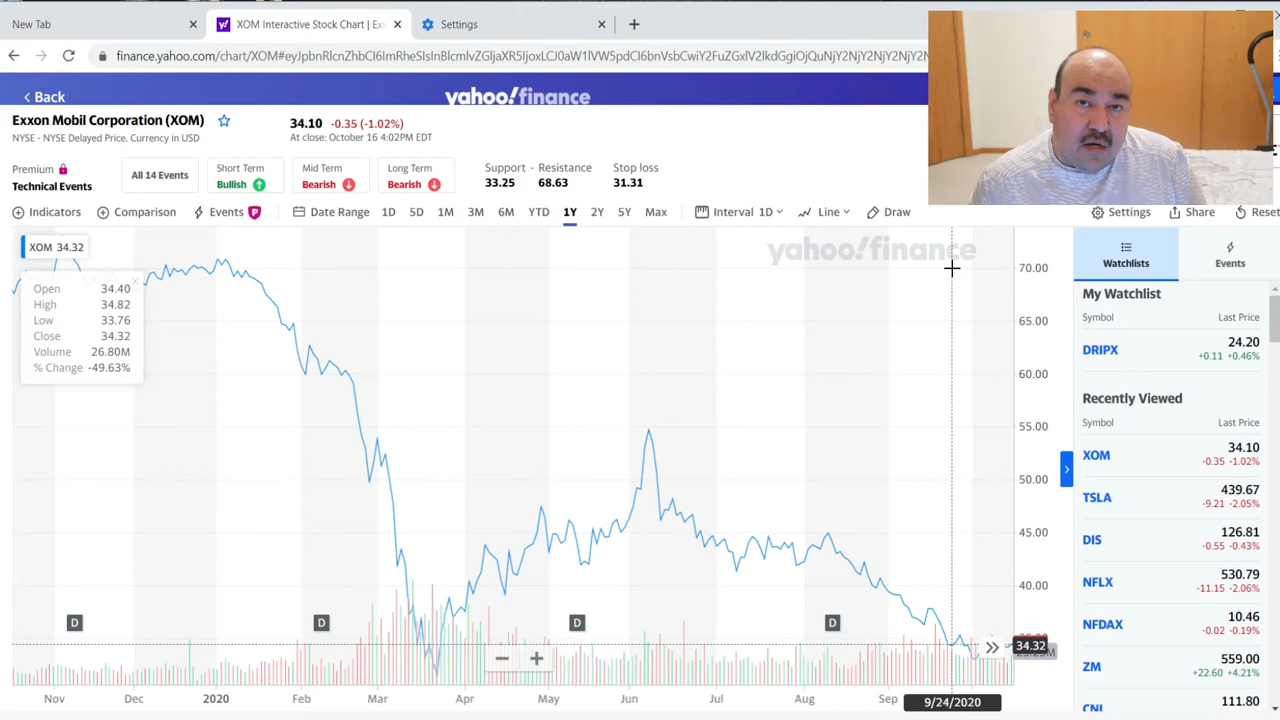 New Tab
XOM Interactive Stock Chart | Ex
Settings
finance.yahoo.com/chart/XOM#eyJpbnRlcnZhbCI6ImRheSIsInBlcmlvZGljaXR5IjoxLCJ0aW1lVW5pdCI6bnVsbCwiY2FuZGxlV2lkdGgiOjQuNjY2NjY2NjY2N
Back
yahoo!finance
Exxon Mobil Corporation (XOM)
NYSE - NYSE Delayed Price. Currency in USD
34.10 -0.35 (-1.02%)
At close: October 16 4:02PM EDT
Premium
Technical Events
All 14 Events
Short Term
Bullish
Mid Term
Bearish
Long Term
Bearish
Support - Resistance
33.25 68.63
Stop loss
31.31
Indicators Comparison Events P Date Range 1D 5D 1M 3M 6M YTD 1Y 2Y 5Y Max Interval 1D Line Draw Settings Share Reset
XOM 34.32
Open 34.40
High 34.82
Low 33.76
Close 34.32
Volume 26.80M
% Change -49.63%
yahoo!finance
70.00
65.00
60.00
55.00
50.00
45.00
40.00
34.32
D D D D
Nov Dec 2020 Feb Mar Apr May Jun Jul Aug Sep 9/24/2020
Watchlists
Events
My Watchlist
Symbol Last Price
DRIPX 24.20
+0.11 +0.46%
Recently Viewed
Symbol Last Price
XOM 34.10
-0.35 -1.02%
TSLA 439.67
-9.21 -2.05%
DIS 126.81
-0.55 -0.43%
NFLX 530.79
-11.15 -2.06%
NFDAX 10.46
-0.02 -0.19%
ZM 559.00
+22.60 +4.21%
CNI 111.80